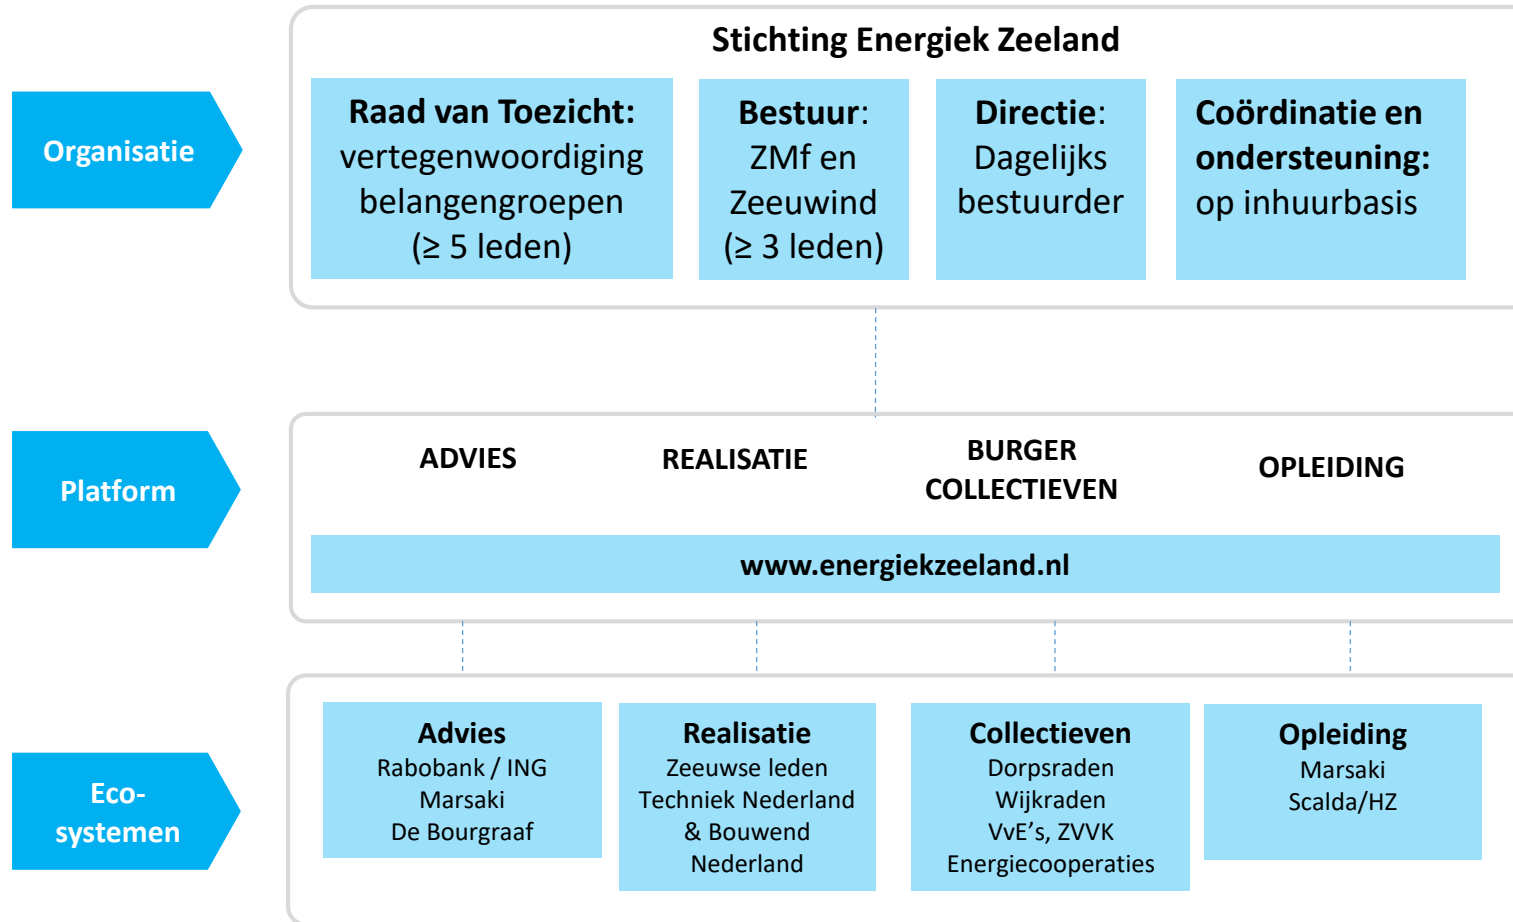 Stichting Energiek Zeeland
Organisatie
Raad van Toezicht:
vertegenwoordiging
belangengroepen
(≥ 5 leden)
Bestuur:
ZMf en
Zeeuwind
(≥ 3 leden)
Directie:
Dagelijks
bestuurder
Coördinatie en
ondersteuning:
op inhuurbasis
Platform
ADVIES
REALISATIE
BURGER
COLLECTIEVEN
OPLEIDING
www.energiekzeeland.nl
Eco-
systemen
Advies
Rabobank / ING
Marsaki
De Bourgraaf
Realisatie
Zeeuwse leden
Techniek Nederland
& Bouwend
Nederland
Collectieven
Dorpsraden
Wijkraden
VvE's, ZVVK
Energiecooperaties
Opleiding
Marsaki
Scalda/HZ